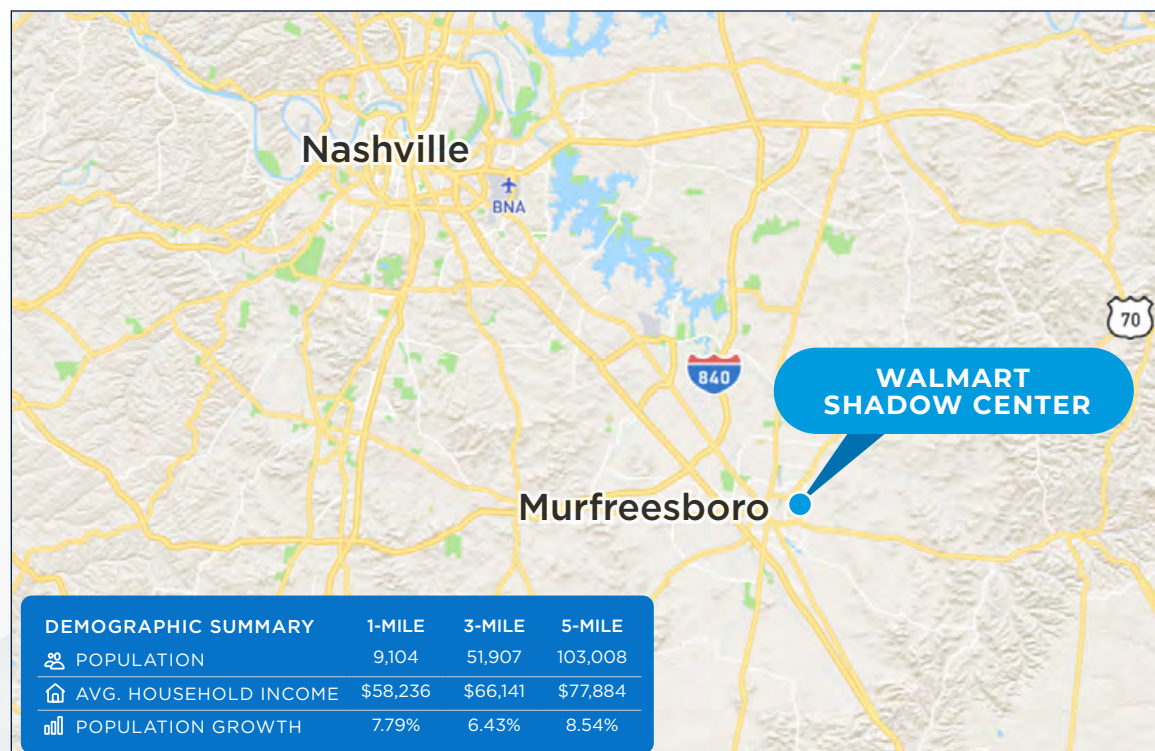 Nashville
BNA
70
840
WALMART
SHADOW CENTER
Murfreesboro
DEMOGRAPHIC SUMMARY 1-MILE 3-MILE 5-MILE
POPULATION 9,104 51,907 103,008
AVG. HOUSEHOLD INCOME $58,236 $66,141 $77,884
POPULATION GROWTH 7.79% 6.43% 8.54%